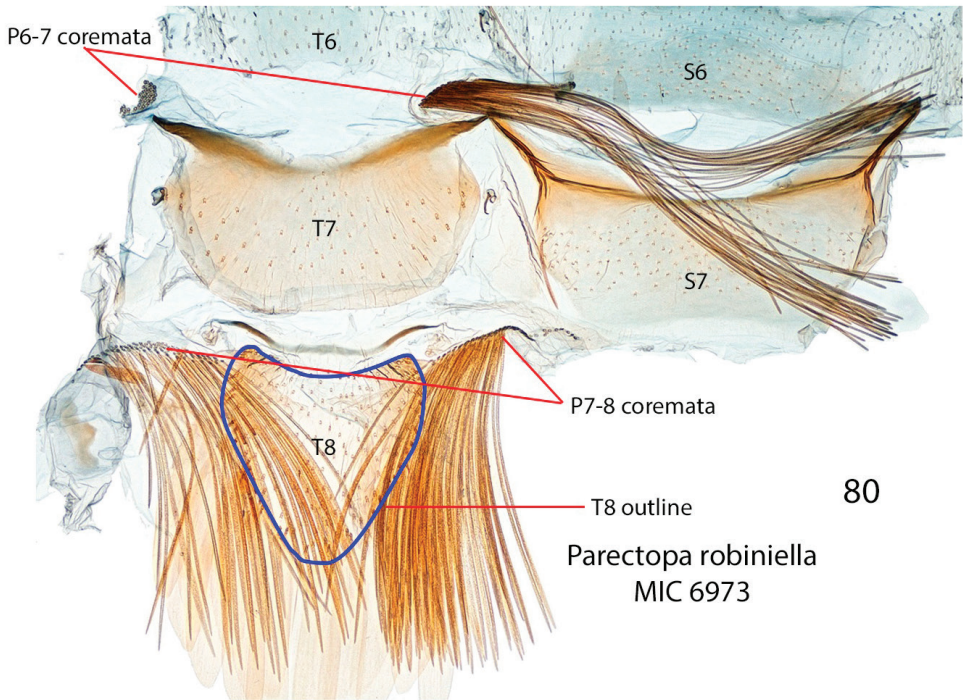 P6-7 coremata
T6
S6
T7
S7
P7-8 coremata
T8
T8 outline
80
Parectopa robiniella
MIC 6973